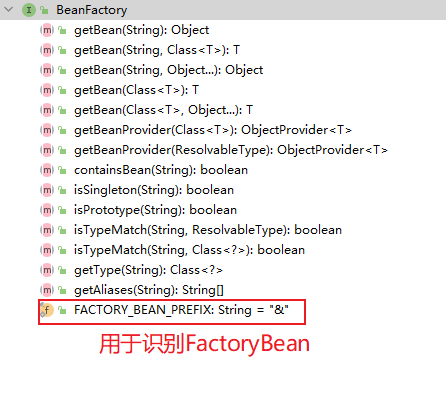 BeanFactory
getBean(String): Object
getBean(String, Class<T>): T
getBean(String, Object...): Object
getBean(Class<T>): T
getBean(Class<T>, Object...): T
getBeanProvider(Class<T>): ObjectProvider<T>
getBeanProvider(ResolvableType): ObjectProvider<T>
containsBean(String): boolean
isSingleton(String): boolean
isPrototype(String): boolean
isTypeMatch(String, ResolvableType): boolean
isTypeMatch(String, Class<?>): boolean
getType(String): Class<?>
getAliases(String): String[]
FACTORY_BEAN_PREFIX: String = "&"
用于识别FactoryBean